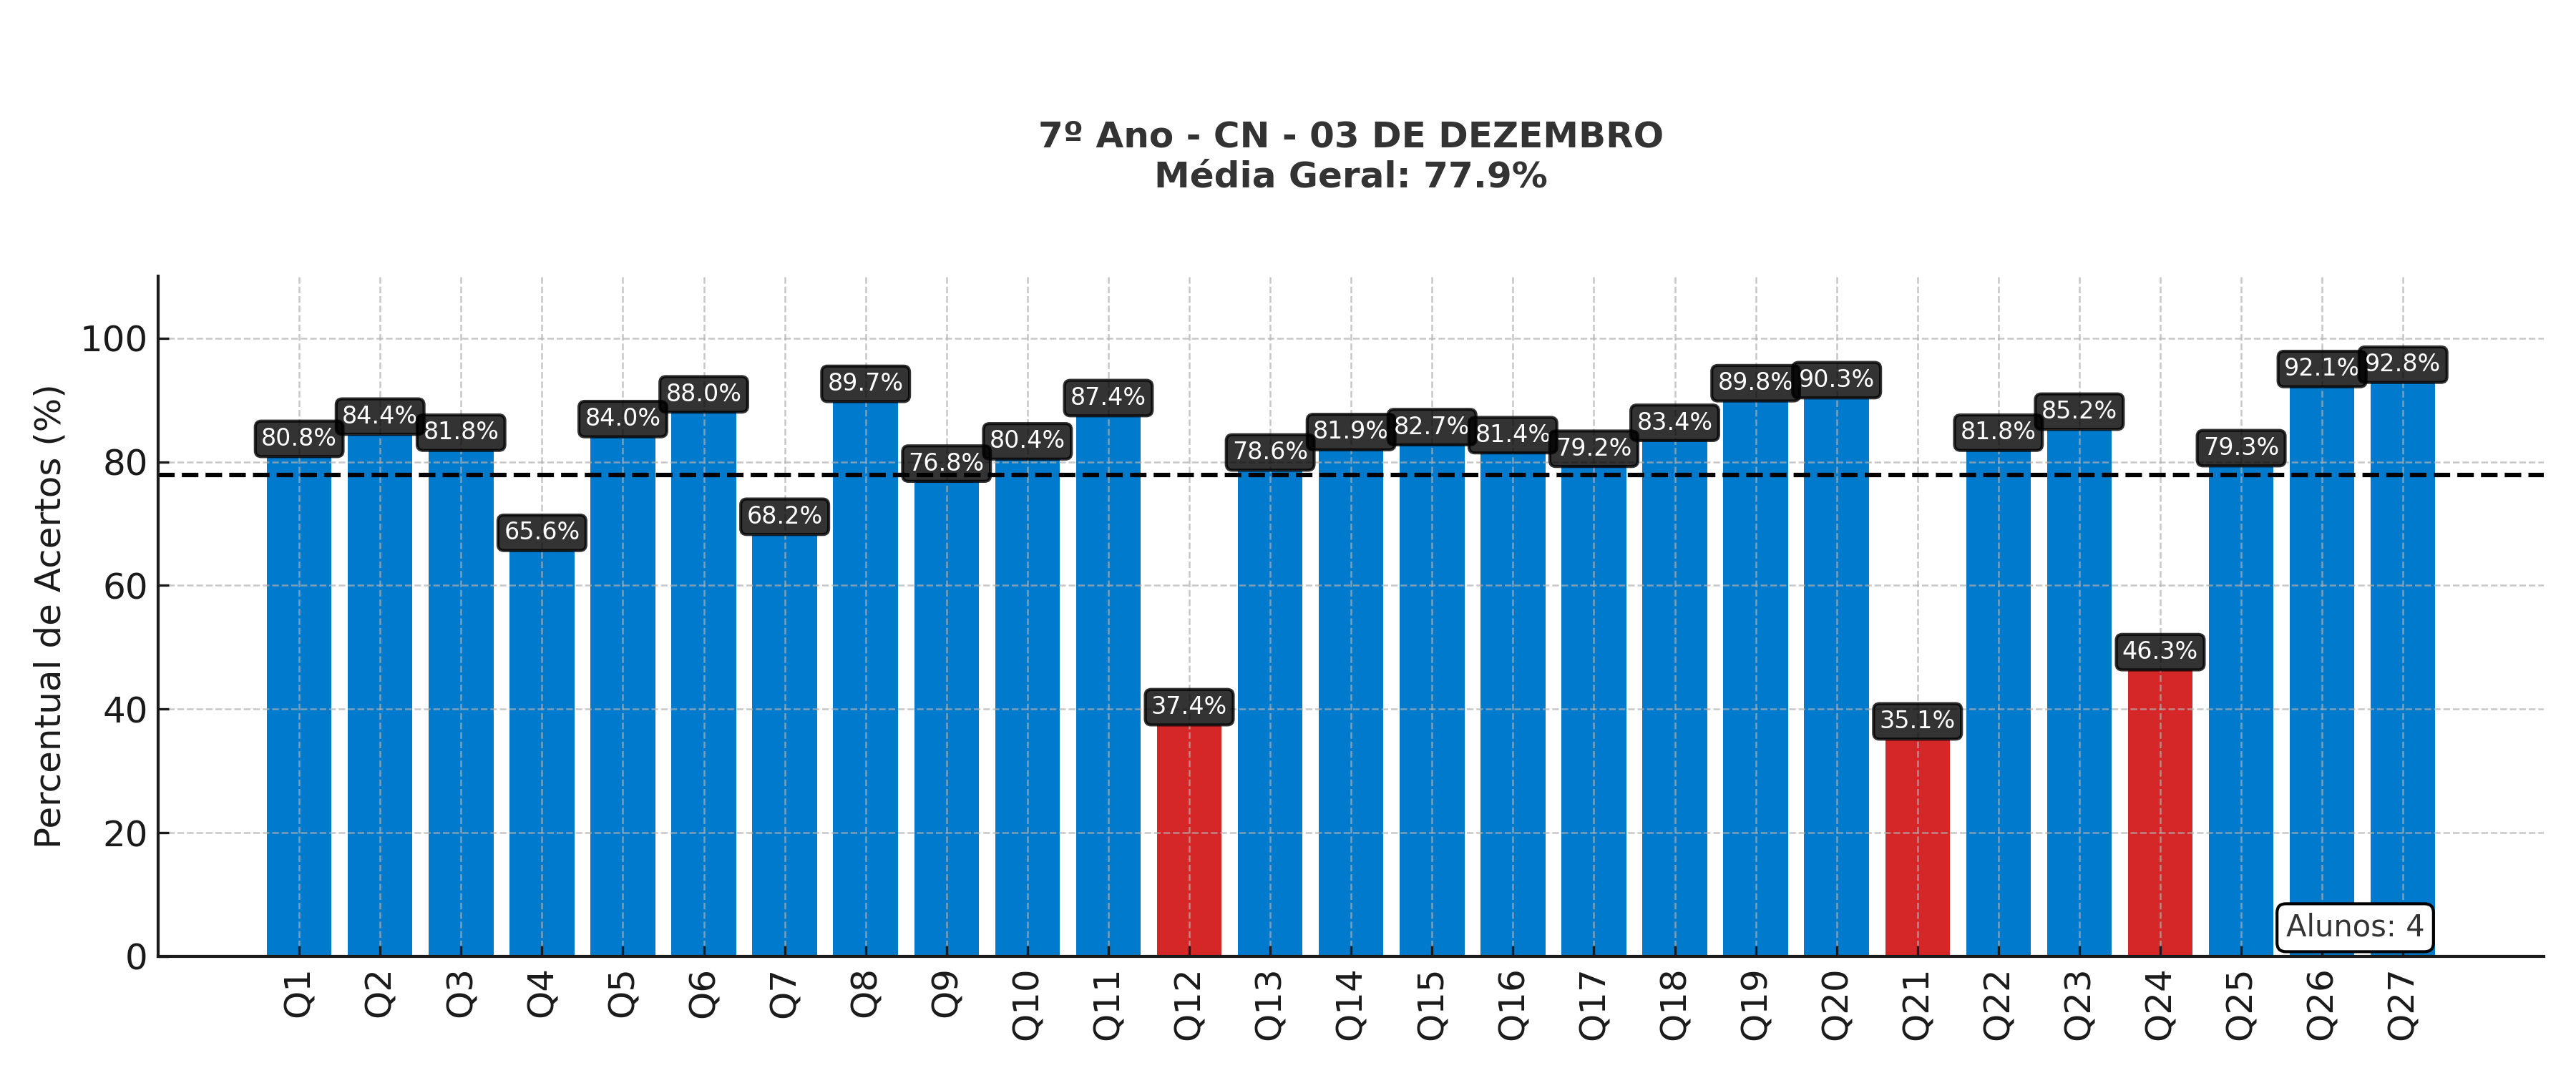 7º Ano - CN - 03 DE DEZEMBRO
Média Geral: 77.9%
Percentual de Acertos (%)
100
80
60
40
20
0
80.8%
84.4%
81.8%
65.6%
84.0%
88.0%
68.2%
89.7%
76.8%
80.4%
87.4%
37.4%
78.6%
81.9%
82.7%
81.4%
79.2%
83.4%
89.8%
90.3%
35.1%
81.8%
85.2%
46.3%
79.3%
92.1%
92.8%
Alunos: 4
Q1
Q2
Q3
Q4
Q5
Q6
Q7
Q8
Q9
Q10
Q11
Q12
Q13
Q14
Q15
Q16
Q17
Q18
Q19
Q20
Q21
Q22
Q23
Q24
Q25
Q26
Q27